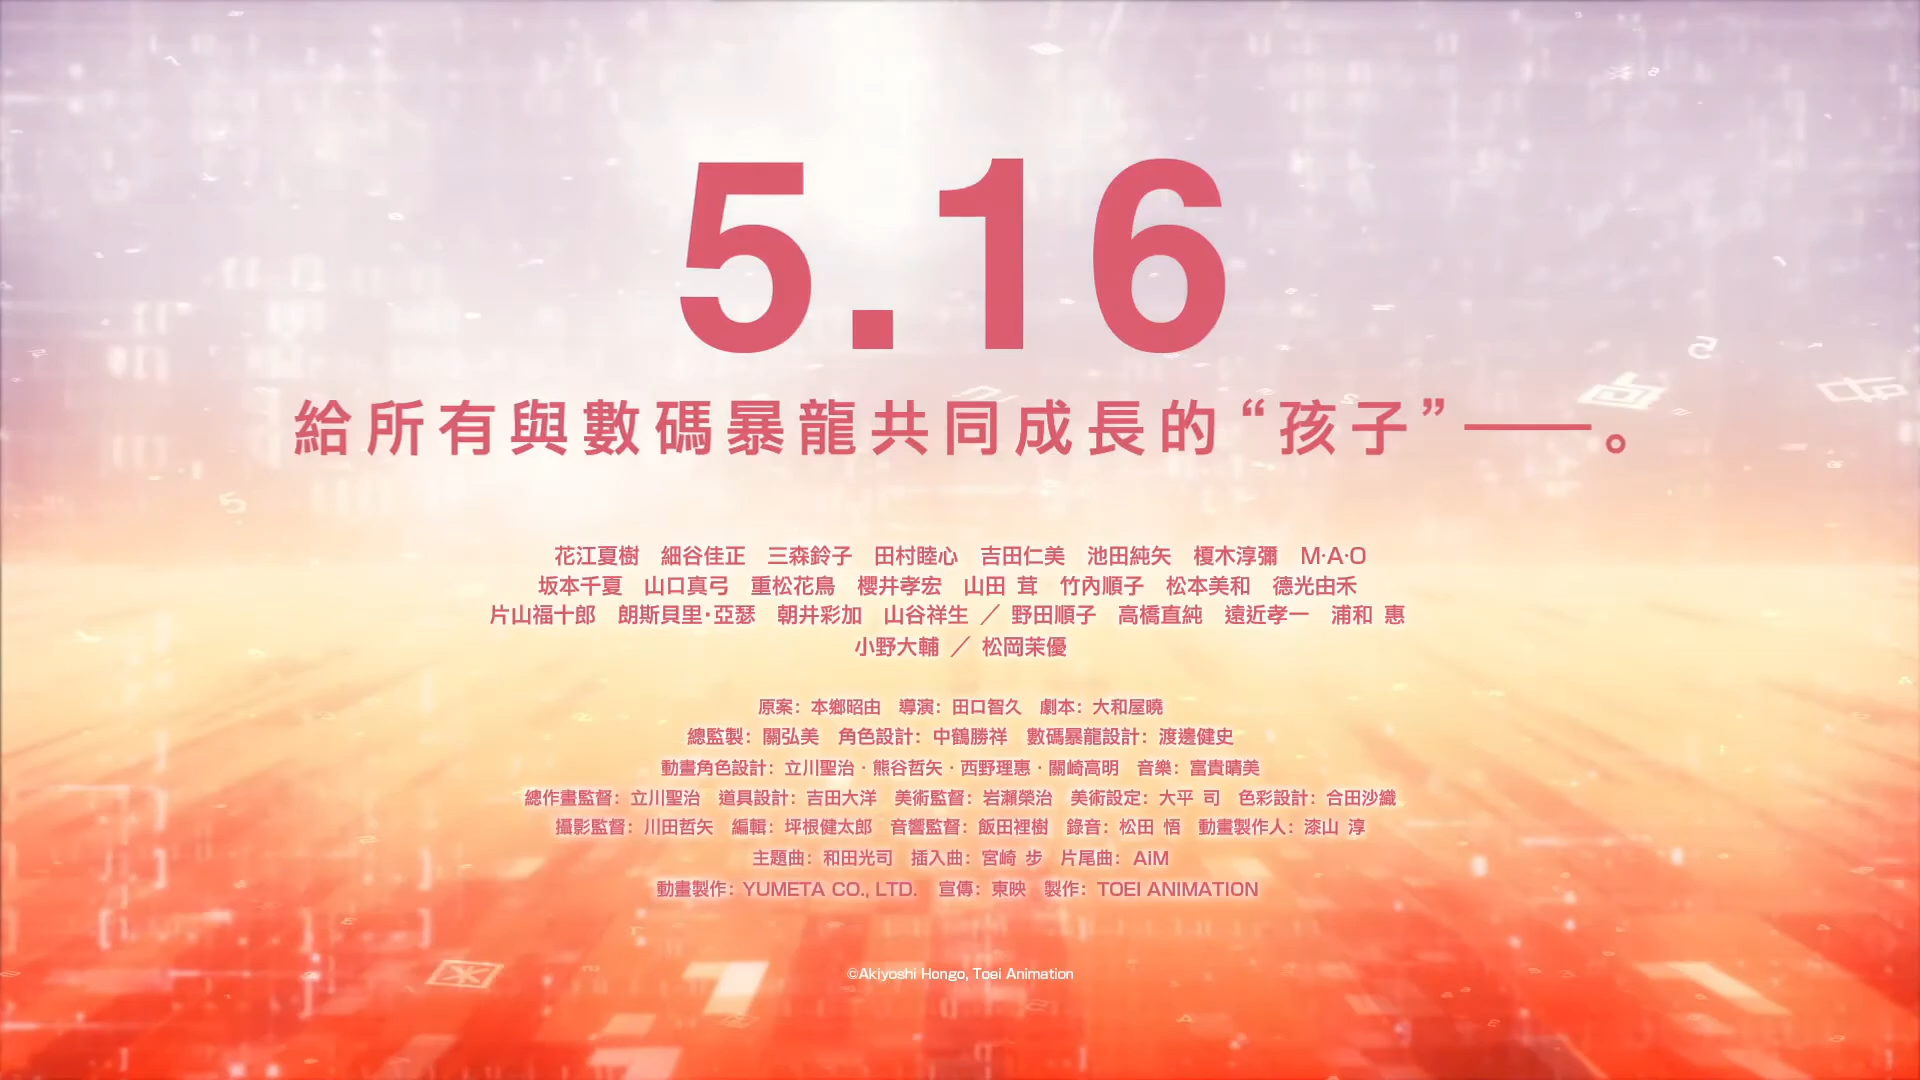 5.16
給所有與數碼暴龍共同成長的“孩子”——。
花江夏樹　細谷佳正　三森鈴子　田村睦心　吉田仁美　池田純矢　榎木淳彌　M·A·O
坂本千夏　山口真弓　重松花鳥　櫻井孝宏　山田 茸　竹內順子　松本美和　德光由禾
片山福十郎　朗斯貝里·亞瑟　朝井彩加　山谷祥生 ／ 野田順子　高橋直純　遠近孝一　浦和 惠
小野大輔 ／ 松岡茉優
原案：本鄉昭由　導演：田口智久　劇本：大和屋曉
總監製：關弘美　角色設計：中鶴勝祥　數碼暴龍設計：渡邊健史
動畫角色設計：立川聖治·熊谷哲矢·西野理惠·關崎高明　音樂：富貴晴美
總作畫監督：立川聖治　道具設計：吉田大洋　美術監督：岩瀨榮治　美術設定：大平 司　色彩設計：合田沙織
攝影監督：川田哲矢　編輯：坪根健太郎　音響監督：飯田裡樹　錄音：松田 悟　動畫製作人：漆山 淳
主題曲：和田光司　插入曲：宮崎 步　片尾曲：AiM
動畫製作：YUMETA CO., LTD.　宣傳：東映　製作：TOEI ANIMATION
©Akiyoshi Hongo, Toei Animation